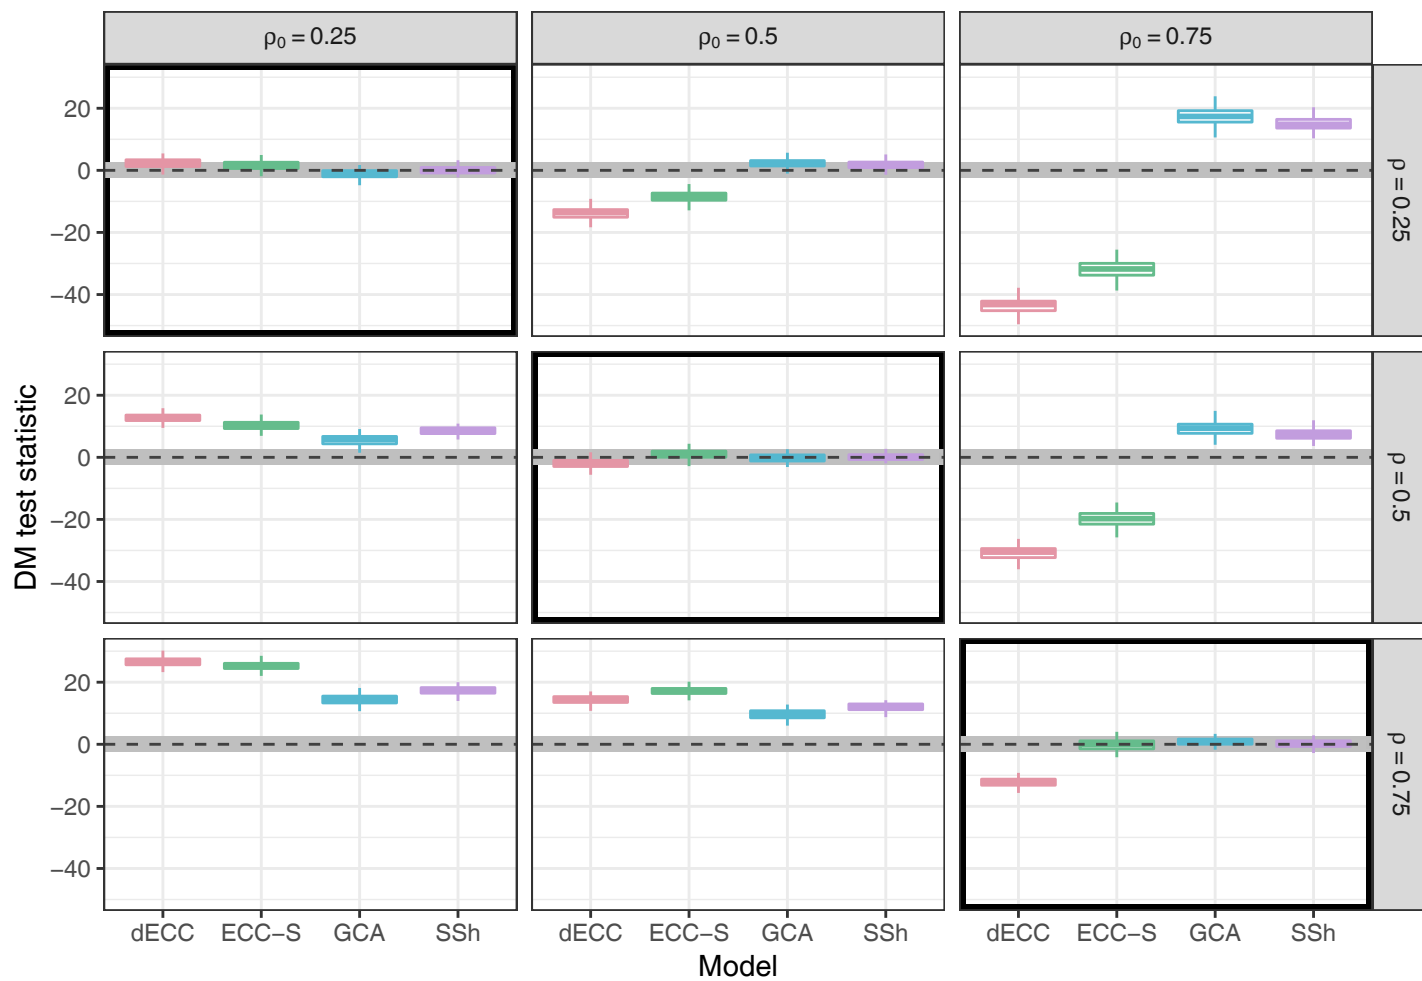 ρ₀ = 0.25
ρ₀ = 0.5
ρ₀ = 0.75
20
0
−20
−40
ρ = 0.25
20
0
−20
−40
ρ = 0.5
20
0
−20
−40
ρ = 0.75
DM test statistic
dECC ECC−S GCA SSh
dECC ECC−S GCA SSh
dECC ECC−S GCA SSh
Model